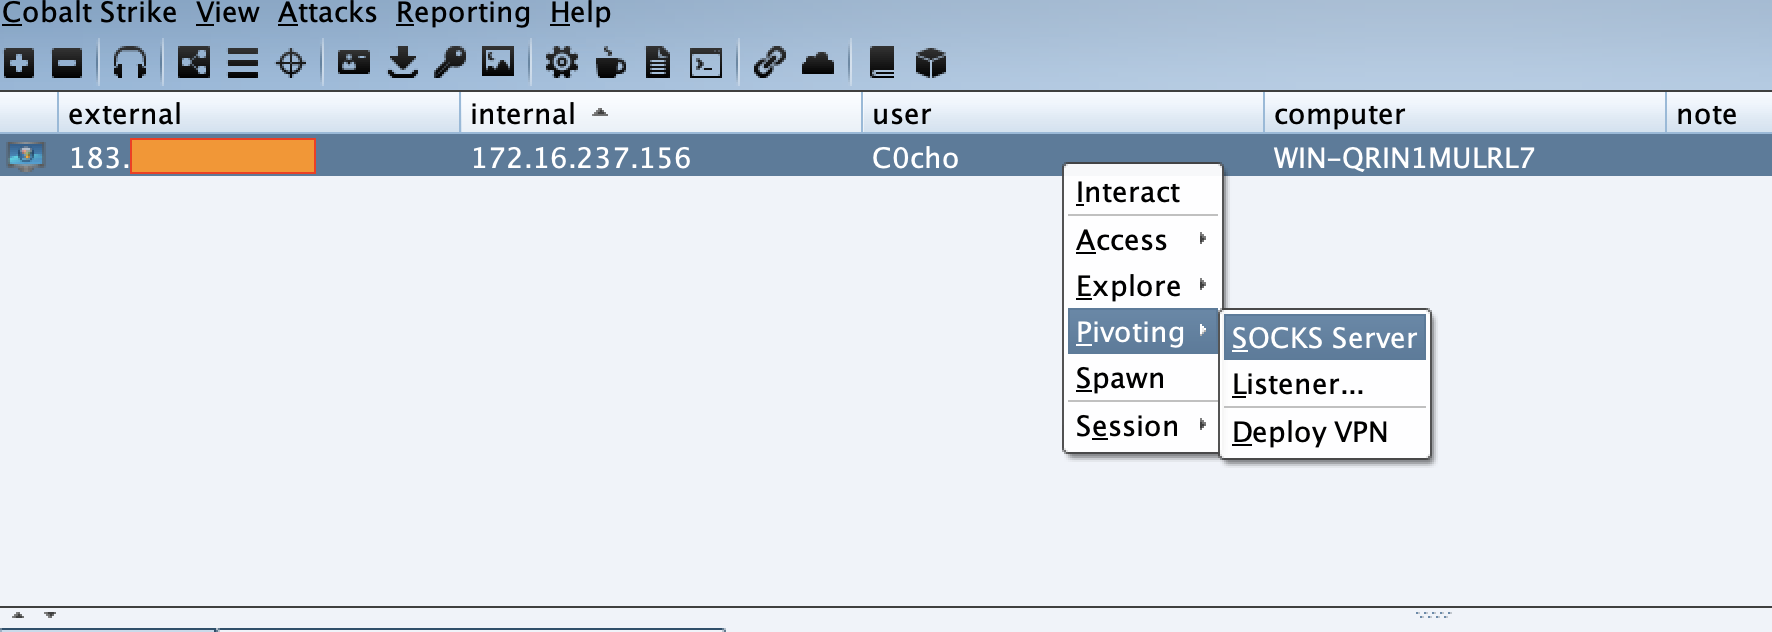 Cobalt Strike View Attacks Reporting Help
external internal user computer note
183. 172.16.237.156 C0cho WIN-QRIN1MULRL7
Interact
Access
Explore
Pivoting
Spawn
Session
SOCKS Server
Listener...
Deploy VPN